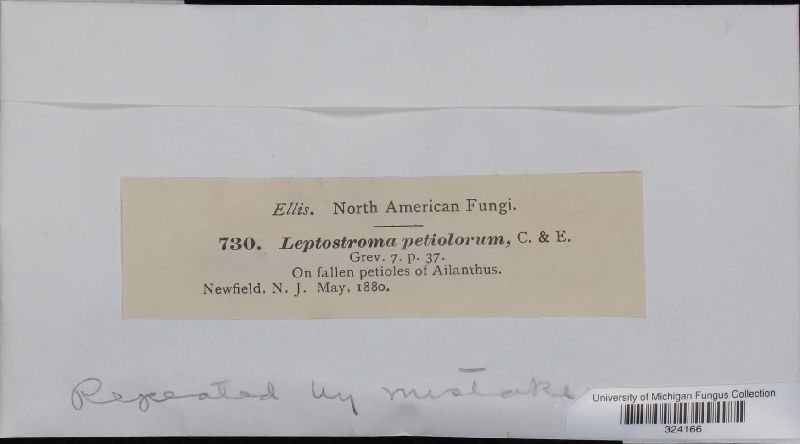 Ellis. North American Fungi.
730. Leptostroma petiolorum, C. & E.
Grev. 7. p. 37.
On fallen petioles of Ailanthus.
Newfield, N. J. May, 1880.
Repeated by mistake
University of Michigan Fungus Collection
324166